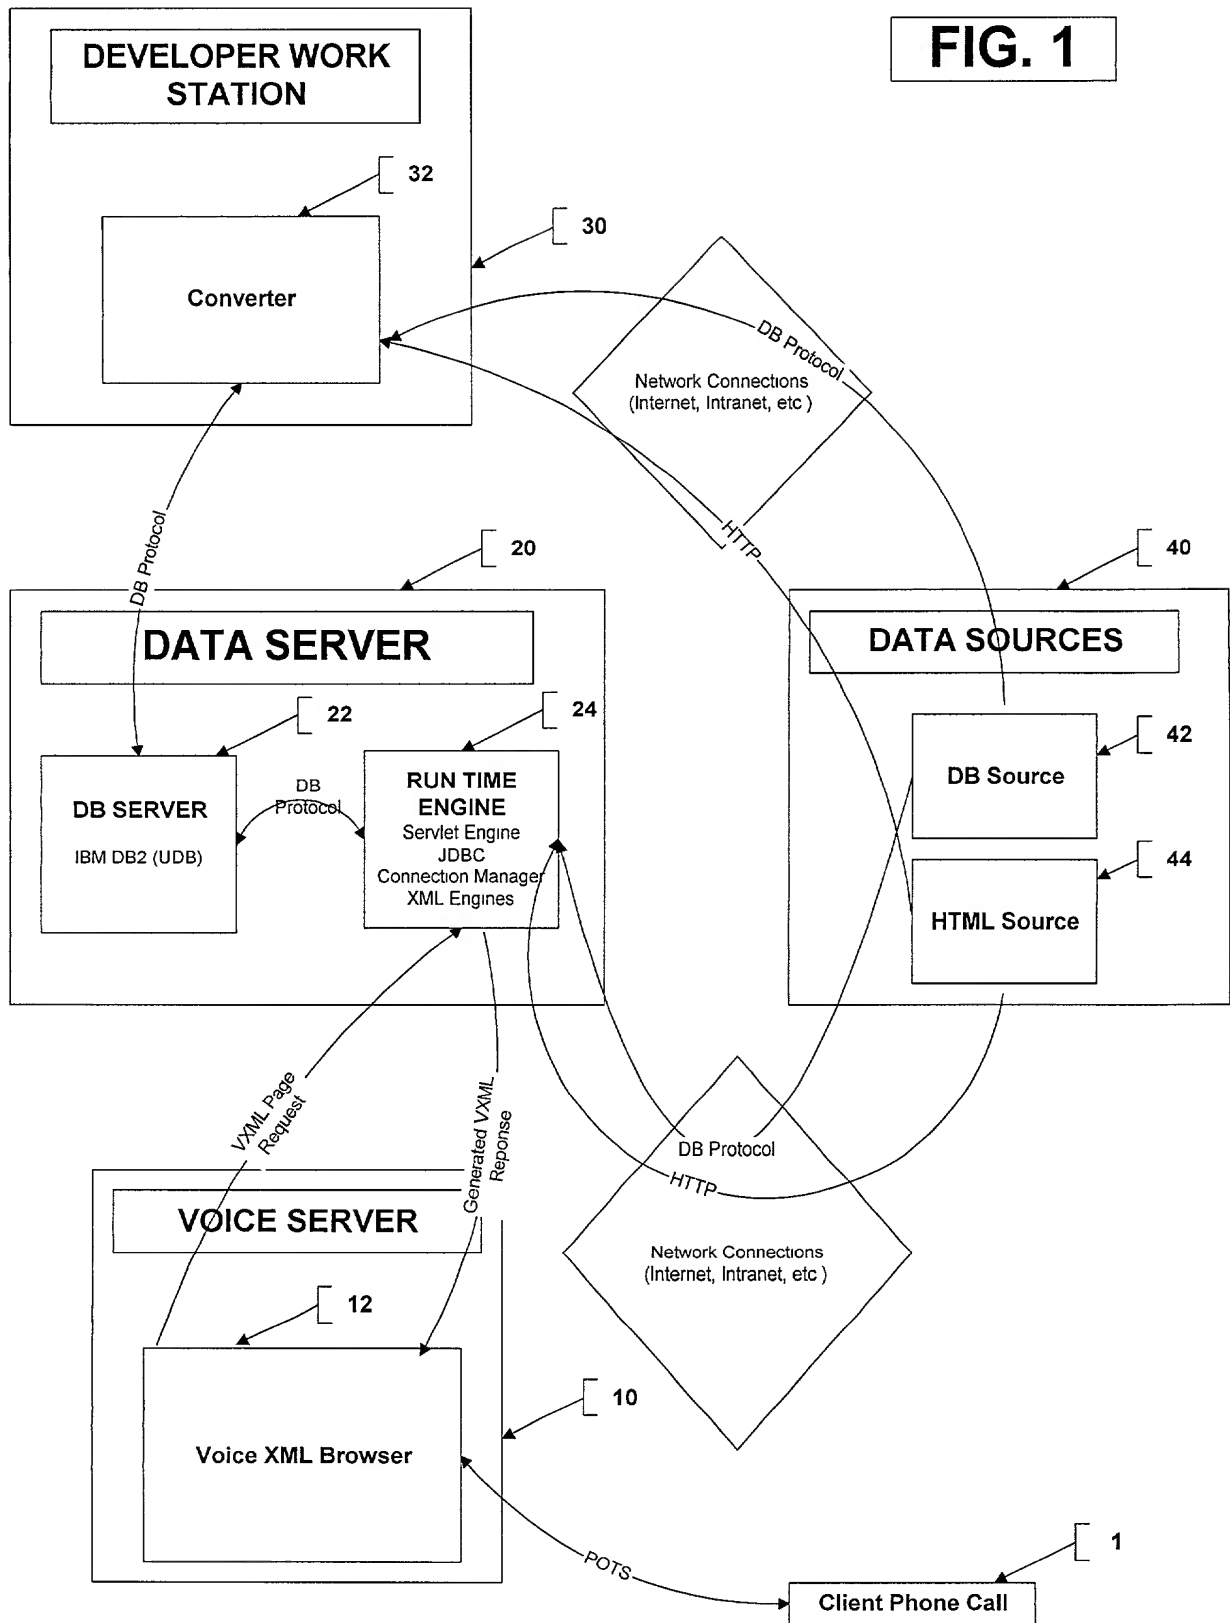 FIG. 1
DEVELOPER WORK
STATION
32
30
Converter
DB Protocol
Network Connections
(Internet, Intranet, etc )
HTTP
DB Protocol
20
40
DATA SERVER
DATA SOURCES
22
24
42
DB SERVER
IBM DB2 (UDB)
DB
Protocol
RUN TIME
ENGINE
Servlet Engine
JDBC
Connection Manager
XML Engines
DB Source
44
HTML Source
VXML Page
Request
Generated VXML
Reponse
DB Protocol
HTTP
VOICE SERVER
Network Connections
(Internet, Intranet, etc )
12
10
Voice XML Browser
POTS
1
Client Phone Call